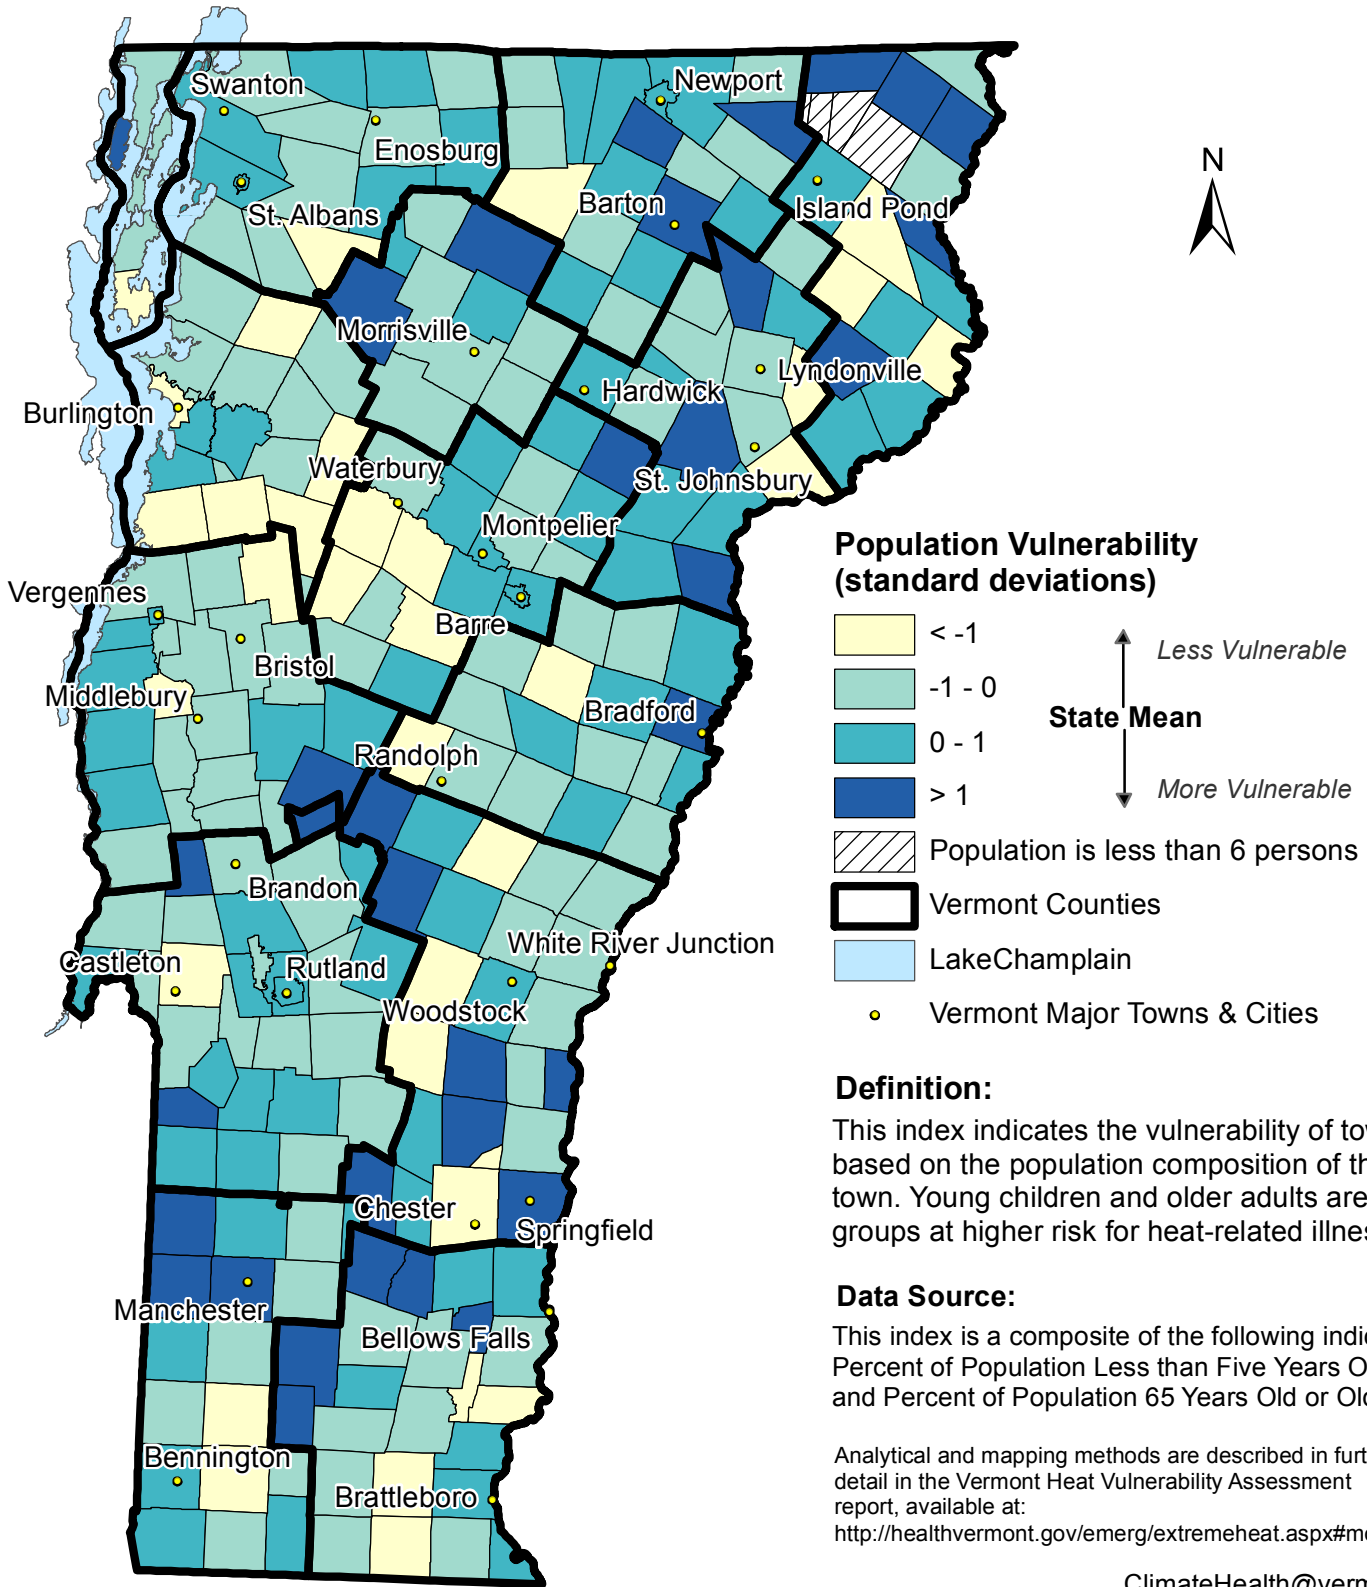 Swanton
Newport
Enosburg
St. Albans
Barton
Island Pond
N
Morrisville
Hardwick
Lyndonville
Burlington
Waterbury
St. Johnsbury
Montpelier
Vergennes
Barre
Bristol
Middlebury
Bradford
Randolph
Brandon
Castleton
Rutland
White River Junction
Woodstock
Chester
Springfield
Manchester
Bellows Falls
Bennington
Brattleboro
Population Vulnerability
(standard deviations)
< -1
-1 - 0
0 - 1
> 1
Less Vulnerable
State Mean
More Vulnerable
Population is less than 6 persons
Vermont Counties
LakeChamplain
Vermont Major Towns & Cities
Definition:
This index indicates the vulnerability of
based on the population composition of
town. Young children and older adults are
groups at higher risk for heat-related
Data Source:
This index is a composite of the following
Percent of Population Less than Five Years
and Percent of Population 65 Years Old or
Analytical and mapping methods are described in
detail in the Vermont Heat Vulnerability Assessment
report, available at:
http://healthvermont.gov/emerg/extremeheat.aspx#m